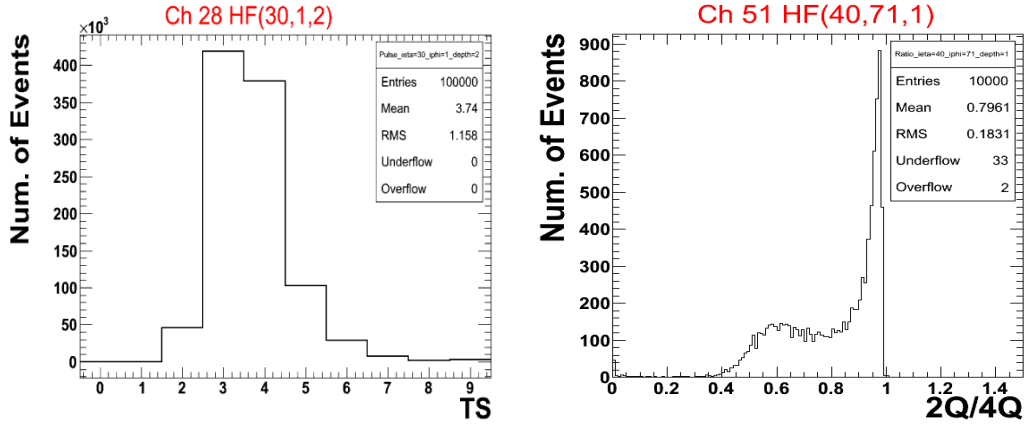 Ch 28 HF(30,1,2)
×10³
Num. of Events
400
350
300
250
200
150
100
50
0
Pulse_ieta=30_iphi=1_depth=2
Entries 100000
Mean 3.74
RMS 1.158
Underflow 0
Overflow 0
0 1 2 3 4 5 6 7 8 9
TS
Ch 51 HF(40,71,1)
Num. of Events
900
800
700
600
500
400
300
200
100
0
Ratio_ieta=40_iphi=71_depth=1
Entries 10000
Mean 0.7961
RMS 0.1831
Underflow 33
Overflow 2
0 0.2 0.4 0.6 0.8 1 1.2 1.4
2Q/4Q